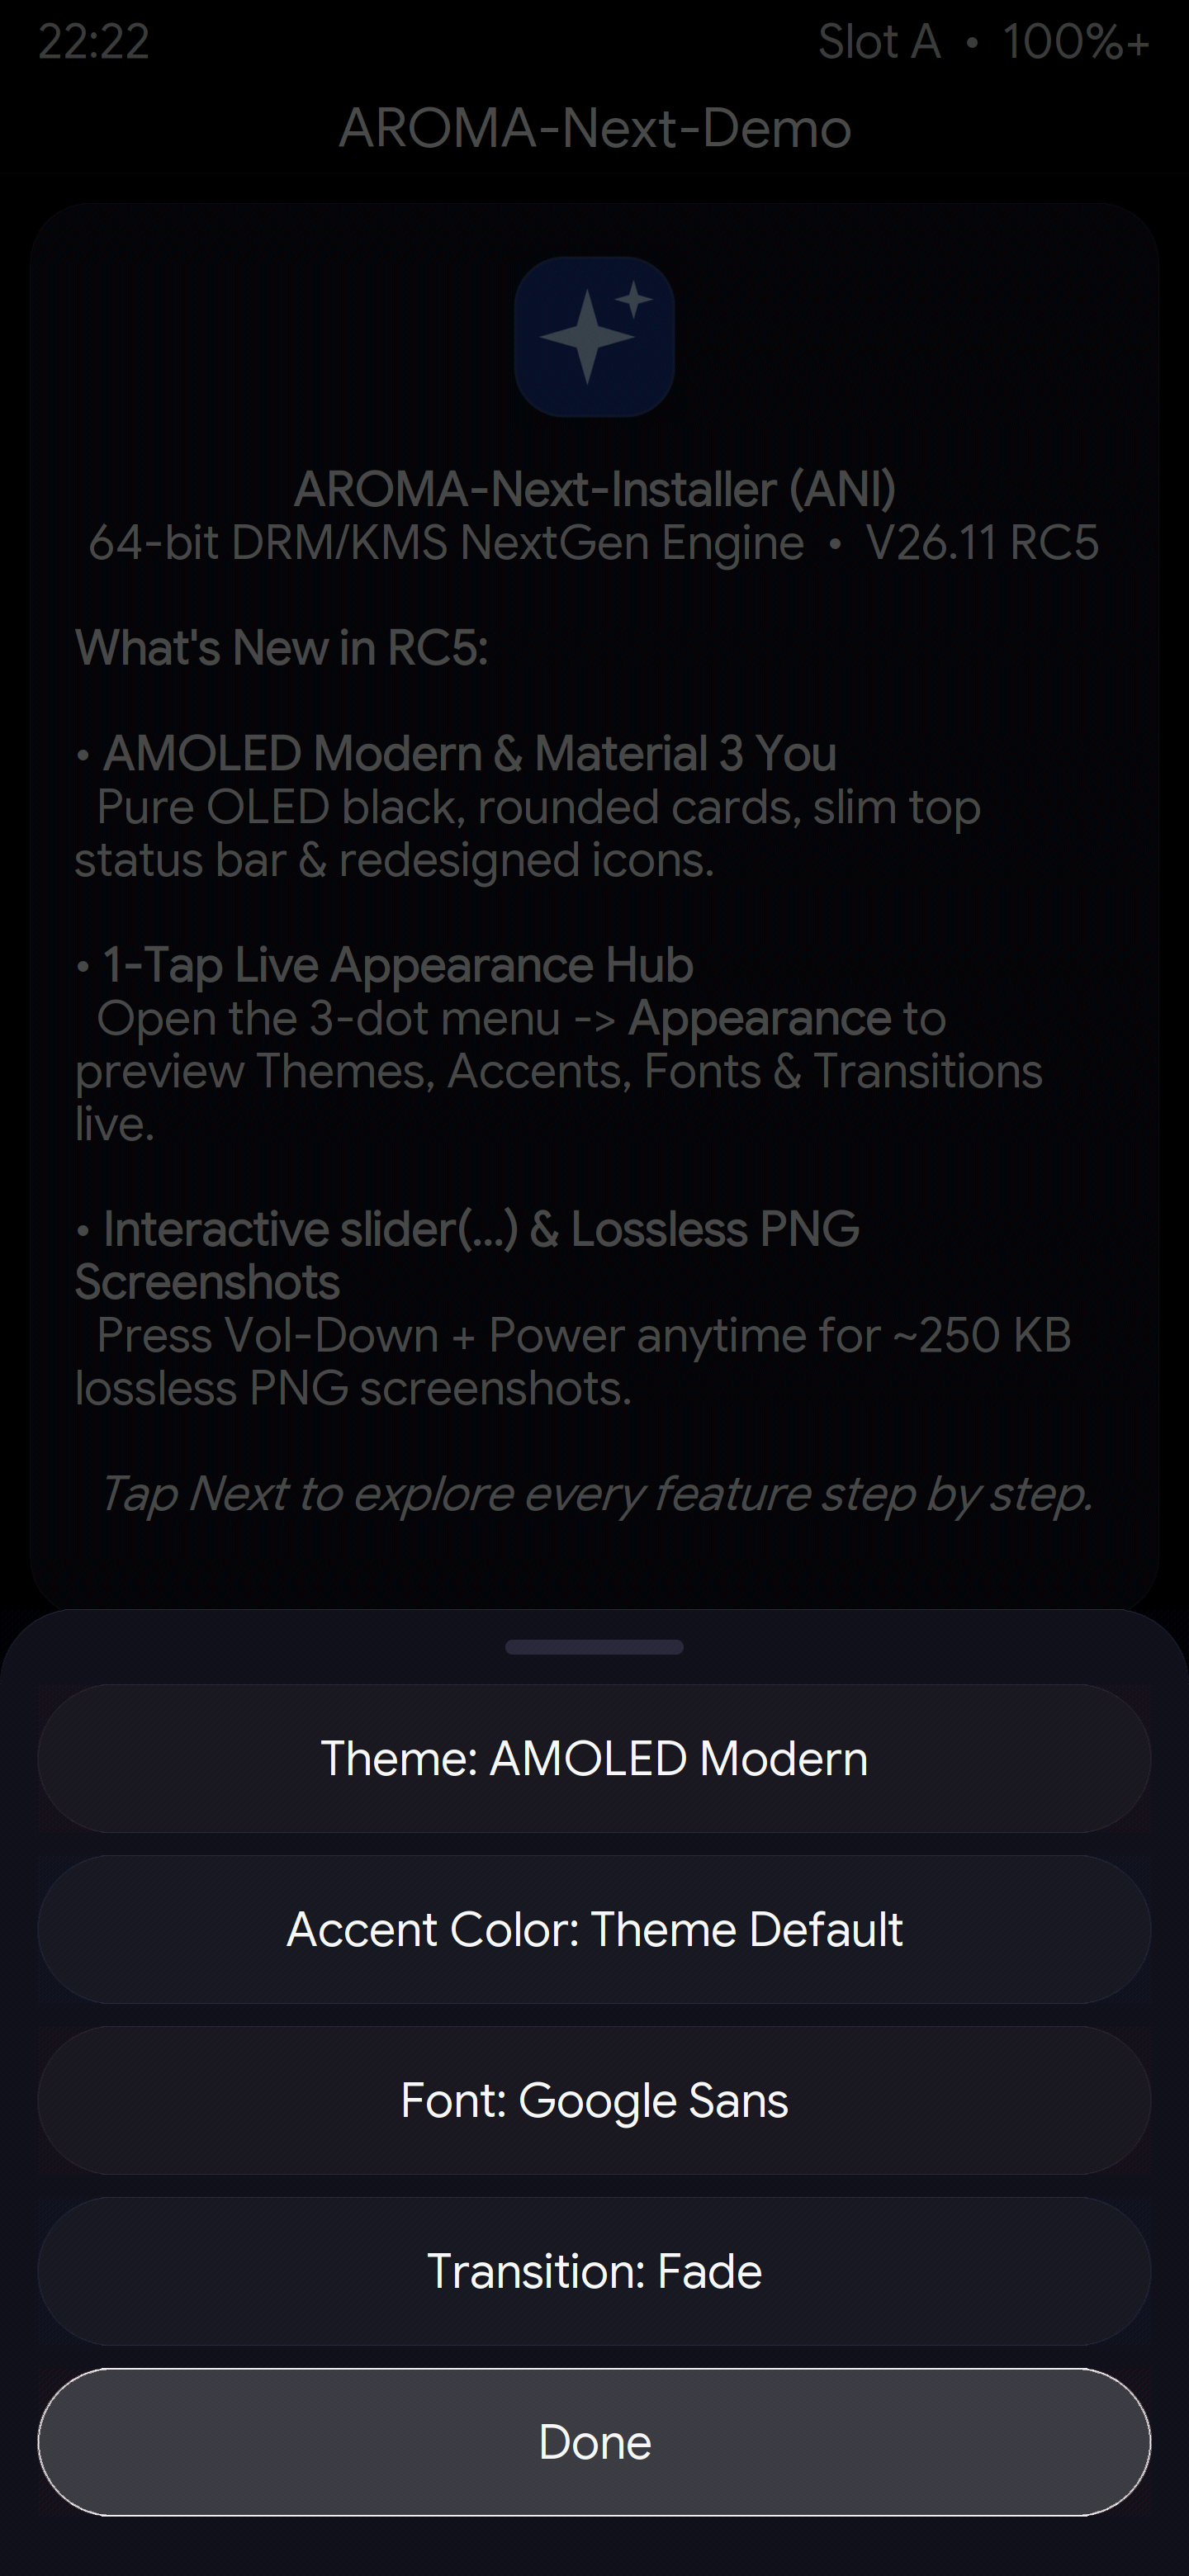 22:22
Slot A • 100%+
AROMA-Next-Demo
AROMA-Next-Installer (ANI)
64-bit DRM/KMS NextGen Engine • V26.11 RC5
What's New in RC5:
• AMOLED Modern & Material 3 You
Pure OLED black, rounded cards, slim top
status bar & redesigned icons.
• 1-Tap Live Appearance Hub
Open the 3-dot menu -> Appearance to
preview Themes, Accents, Fonts & Transitions
live.
• Interactive slider(...) & Lossless PNG
Screenshots
Press Vol-Down + Power anytime for ~250 KB
lossless PNG screenshots.
Tap Next to explore every feature step by step.
Theme: AMOLED Modern
Accent Color: Theme Default
Font: Google Sans
Transition: Fade
Done